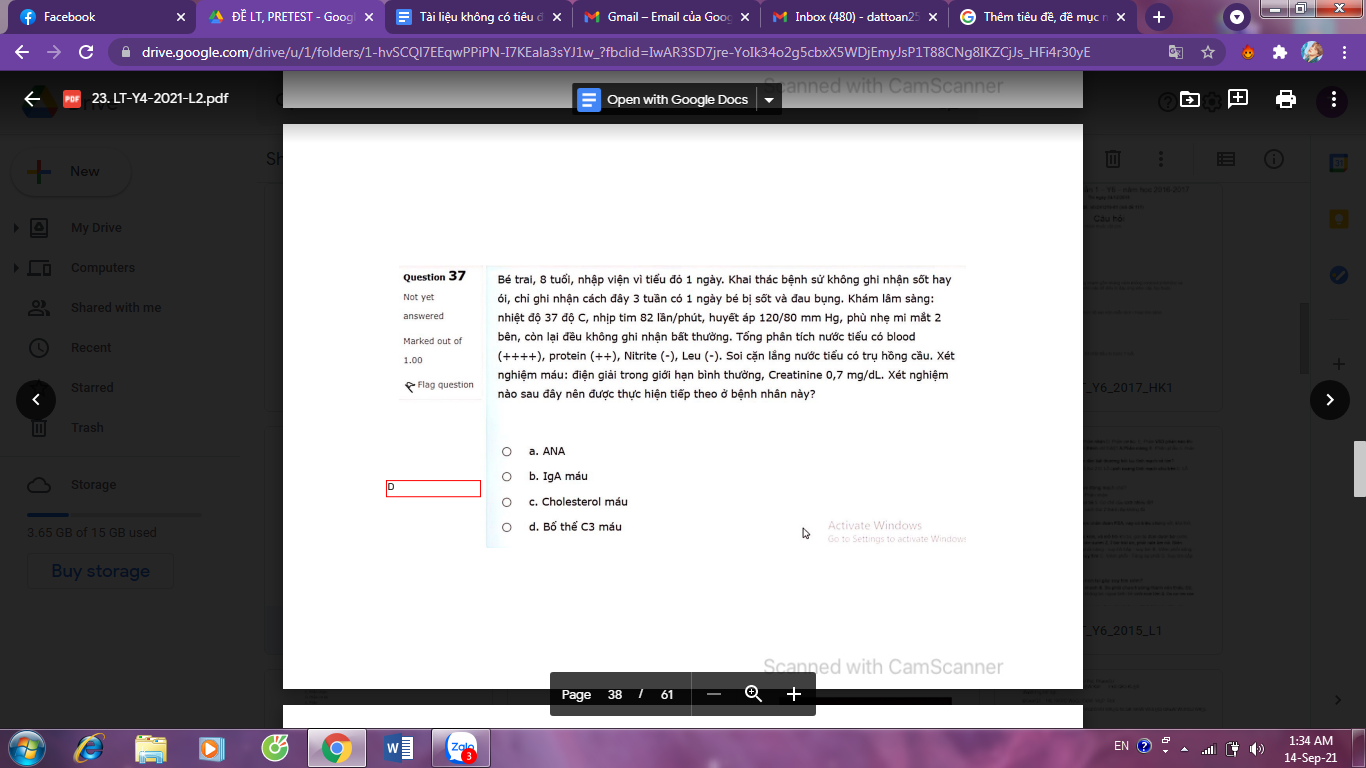 Facebook
ĐỀ LT, PRETEST - Goog
Tài liệu không có tiêu đ
Gmail – Email của Goog
Inbox (480) - dattoan25
Thêm tiêu đề, đề mục r
drive.google.com/drive/u/1/folders/1-hvSCQl7EEqwPPiPN-I7KEala3sYJ1w_?fbclid=IwAR3SD7jre-YoIk34o2g5cbxX5WDjEmyJsP1T88CNg8IKZCjJs_HFi4r30yE
PDF
23. LT-Y4-2021-L2.pdf
Open with Google Docs
Scanned with CamScanner
New
My Drive
Computers
Shared with me
Recent
Starred
Trash
Storage
3.65 GB of 15 GB used
Buy storage
Question 37
Not yet
answered
Marked out of
1.00
Flag question
Bé trai, 8 tuổi, nhập viện vì tiểu đỏ 1 ngày. Khai thác bệnh sử không ghi nhận sốt hay
ói, chỉ ghi nhận cách đây 3 tuần có 1 ngày bé bị sốt và đau bụng. Khám lâm sàng:
nhiệt độ 37 độ C, nhịp tim 82 lần/phút, huyết áp 120/80 mm Hg, phù nhẹ mi mắt 2
bên, còn lại đều không ghi nhận bất thường. Tổng phân tích nước tiểu có blood
(++++), protein (++), Nitrite (-), Leu (-). Soi cặn lắng nước tiểu có trụ hồng cầu. Xét
nghiệm máu: điện giải trong giới hạn bình thường, Creatinine 0,7 mg/dL. Xét nghiệm
nào sau đây nên được thực hiện tiếp theo ở bệnh nhân này?
a. ANA
b. IgA máu
c. Cholesterol máu
d. Bổ thể C3 máu
D
Activate Windows
Go to Settings to activate Windows
Scanned with CamScanner
Page 38 / 61
Câu hỏi
_Y6_2017_HK1
T_Y6_2015_L1
Zalo
3
EN
1:34 AM
14-Sep-21